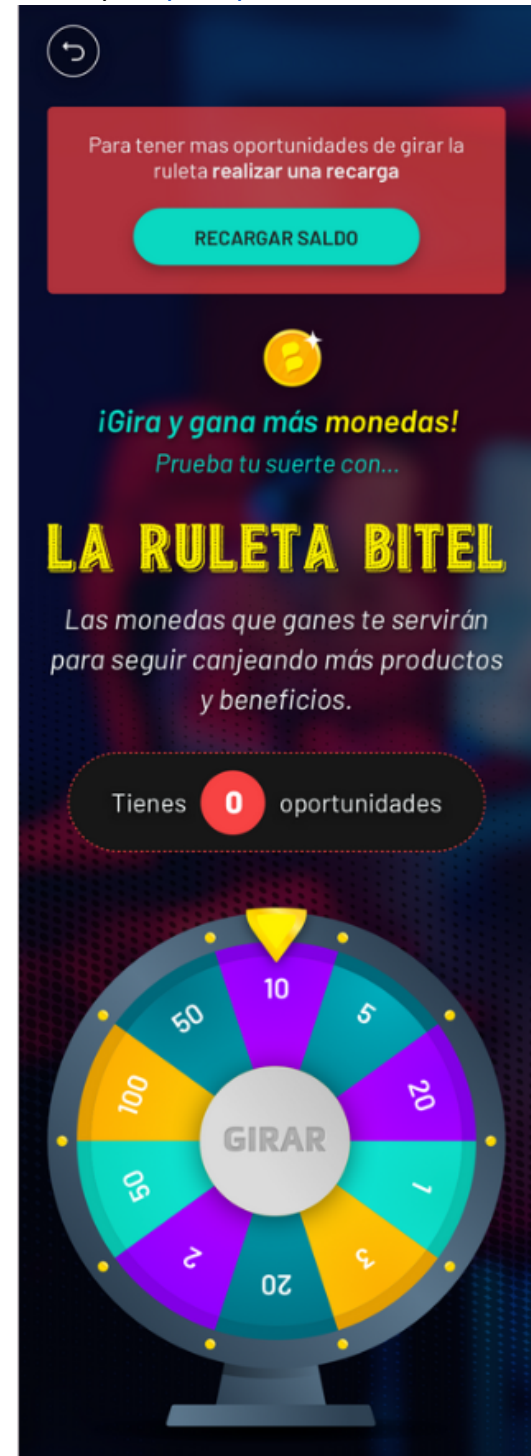 Para tener mas oportunidades de girar la
ruleta realizar una recarga
RECARGAR SALDO
¡Gira y gana más monedas!
Prueba tu suerte con...
LA RULETA BITEL
Las monedas que ganes te servirán
para seguir canjeando más productos
y beneficios.
Tienes 0 oportunidades
10
5
20
1
3
20
2
50
100
50
GIRAR